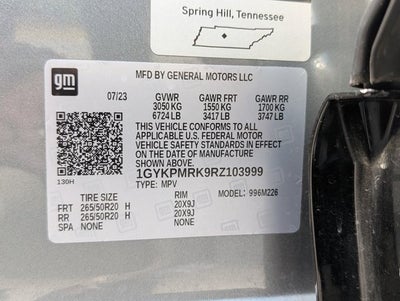 Spring Hill, Tennessee
gm
MFD BY GENERAL MOTORS LLC
07/23 GVWR GAWR FRT GAWR RR
3050 KG 1550 KG 1700 KG
6724 LB 3417 LB 3747 LB
THIS VEHICLE CONFORMS TO ALL
APPLICABLE U.S. FEDERAL MOTOR
VEHICLE SAFETY STANDARDS IN EFFECT
ON THE DATE OF MANUFACTURE
SHOWN ABOVE.
1GYKPMRK9RZ103999
130H TYPE: MPV MODEL: 996M226
TIRE SIZE RIM
FRT 265/50R20 H 20X9J
RR 265/50R20 H 20X9J
SPA NONE NONE